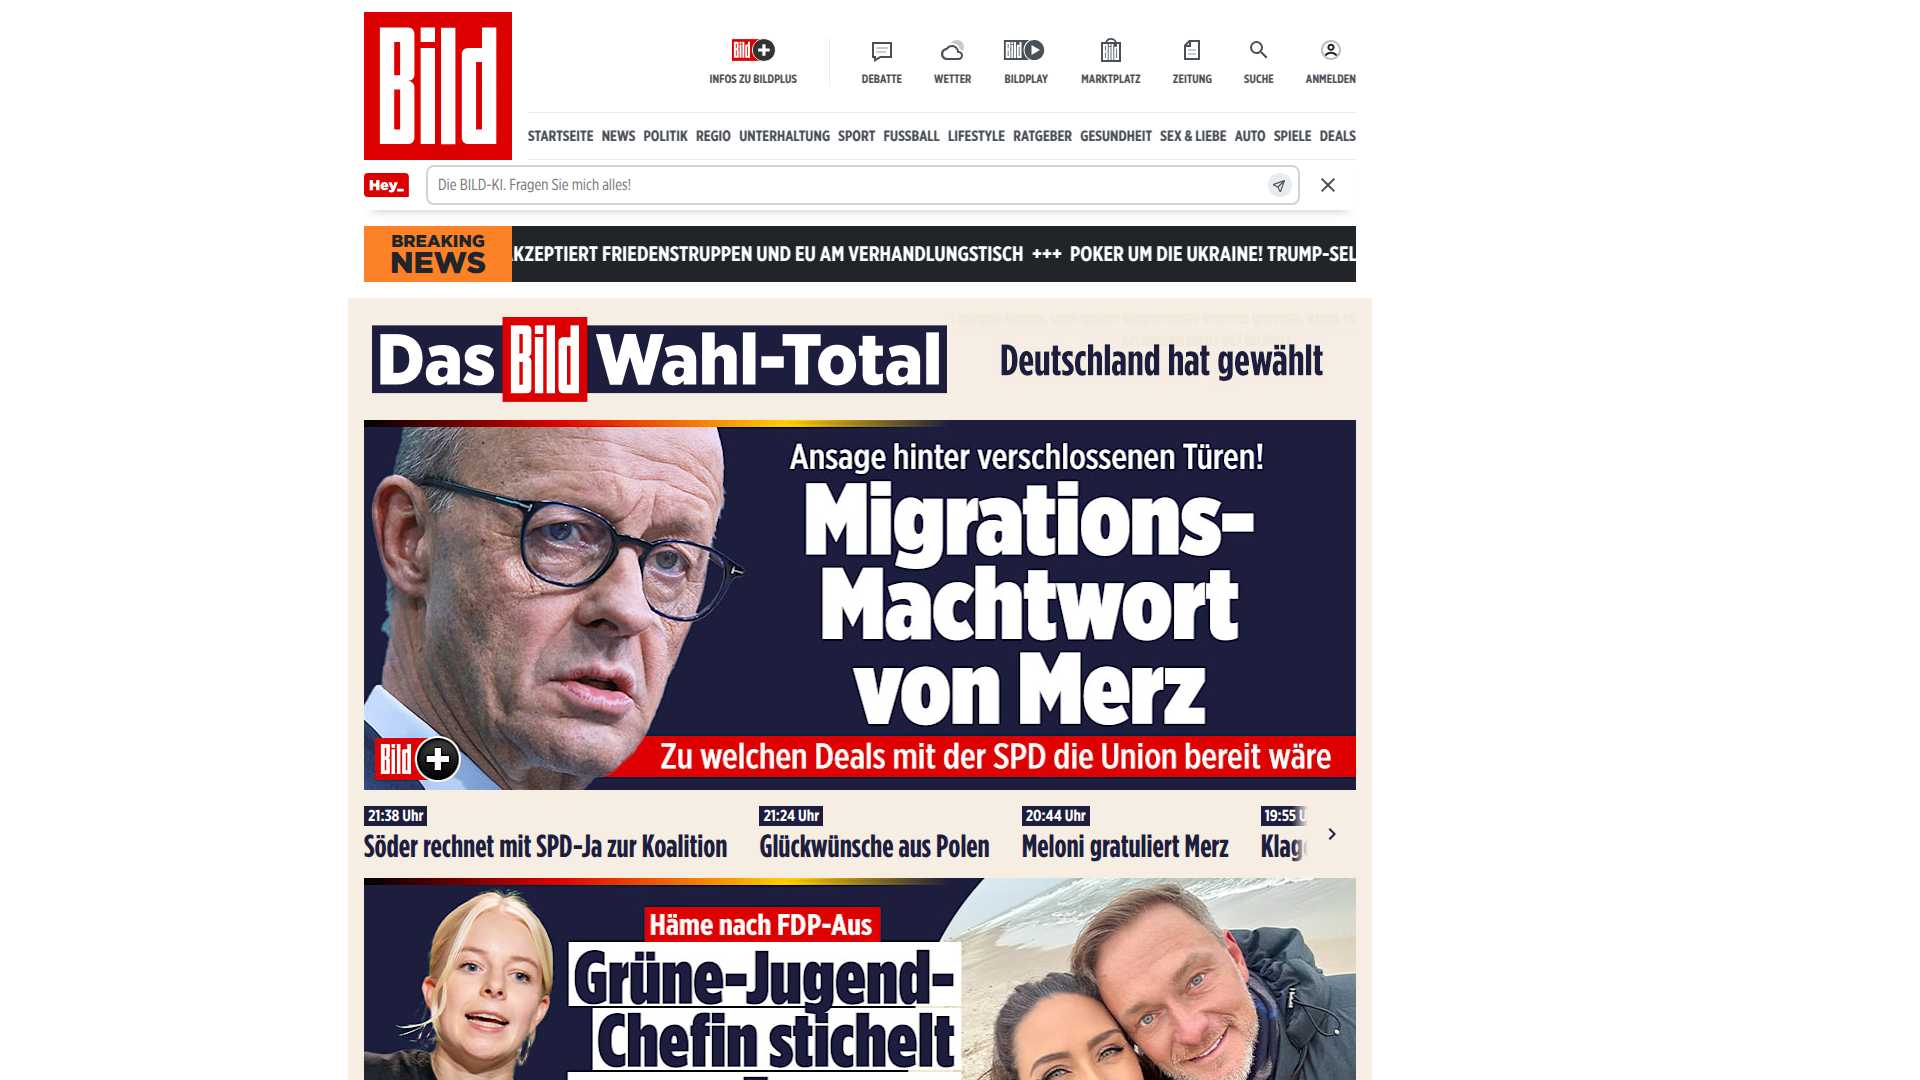 Bild
Bild
INFOS ZU BILDPLUS
DEBATTE
WETTER
Bild
BILDPLAY
Bild
MARKTPLATZ
ZEITUNG
SUCHE
ANMELDEN
STARTSEITE NEWS POLITIK REGIO UNTERHALTUNG SPORT FUSSBALL LIFESTYLE RATGEBER GESUNDHEIT SEX & LIEBE AUTO SPIELE DEALS
Hey_
Die BILD-KI. Fragen Sie mich alles!
BREAKING
NEWS
KZEPTIERT FRIEDENSTRUPPEN UND EU AM VERHANDLUNGSTISCH +++ POKER UM DIE UKRAINE! TRUMP-SEL
Das Bild Wahl-Total
Deutschland hat gewählt
Ansage hinter verschlossenen Türen!
Migrations-
Machtwort
von Merz
Bild +
Zu welchen Deals mit der SPD die Union bereit wäre
21:38 Uhr
Söder rechnet mit SPD-Ja zur Koalition
21:24 Uhr
Glückwünsche aus Polen
20:44 Uhr
Meloni gratuliert Merz
19:55 U
Klag
Häme nach FDP-Aus
Grüne-Jugend-
Chefin stichelt